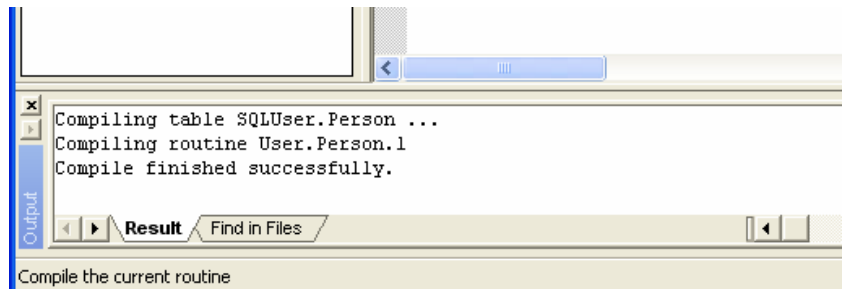 Compiling table SQLUser.Person ...
Compiling routine User.Person.1
Compile finished successfully.
Output
Result
Find in Files
Compile the current routine